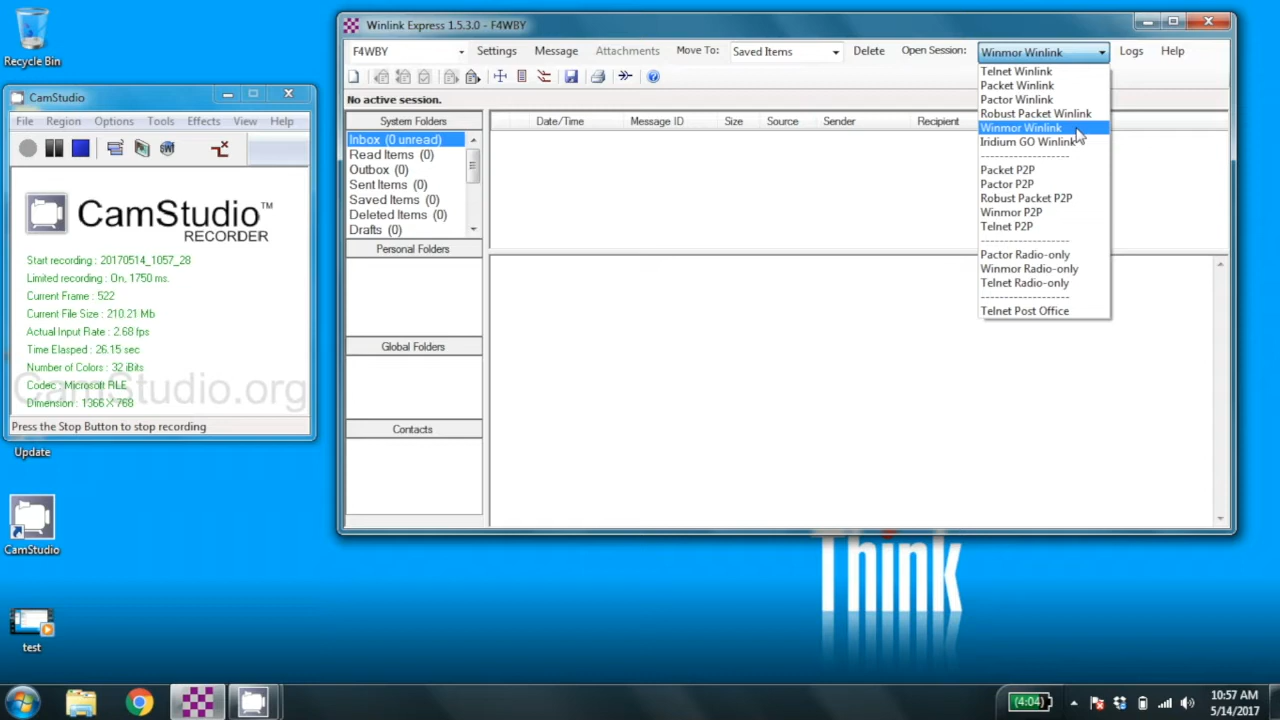 Recycle Bin
CamStudio
File Region Options Tools Effects View Help
CamStudio™
RECORDER
Start recording : 20170514_1057_28
Limited recording : On, 1750 ms.
Current Frame : 522
Current File Size : 210.21 Mb
Actual Input Rate : 2.68 fps
Time Elasped : 26.15 sec
Number of Colors : 32 iBits
Codec : Microsoft RLE
Dimension : 1366 X 768
CamStudio.org
Press the Stop Button to stop recording
Update
CamStudio
test
Winlink Express 1.5.3.0 - F4WBY
F4WBY Settings Message Attachments Move To: Saved Items Delete Open Session: Winmor Winlink Logs Help
No active session.
System Folders
Inbox (0 unread)
Read Items (0)
Outbox (0)
Sent Items (0)
Saved Items (0)
Deleted Items (0)
Drafts (0)
Personal Folders
Global Folders
Contacts
Date/Time Message ID Size Source Sender Recipient
Telnet Winlink
Packet Winlink
Pactor Winlink
Robust Packet Winlink
Winmor Winlink
Iridium GO Winlink
--------------------
Packet P2P
Pactor P2P
Robust Packet P2P
Winmor P2P
Telnet P2P
--------------------
Pactor Radio-only
Winmor Radio-only
Telnet Radio-only
--------------------
Telnet Post Office
Think
(4:04)
10:57 AM
5/14/2017